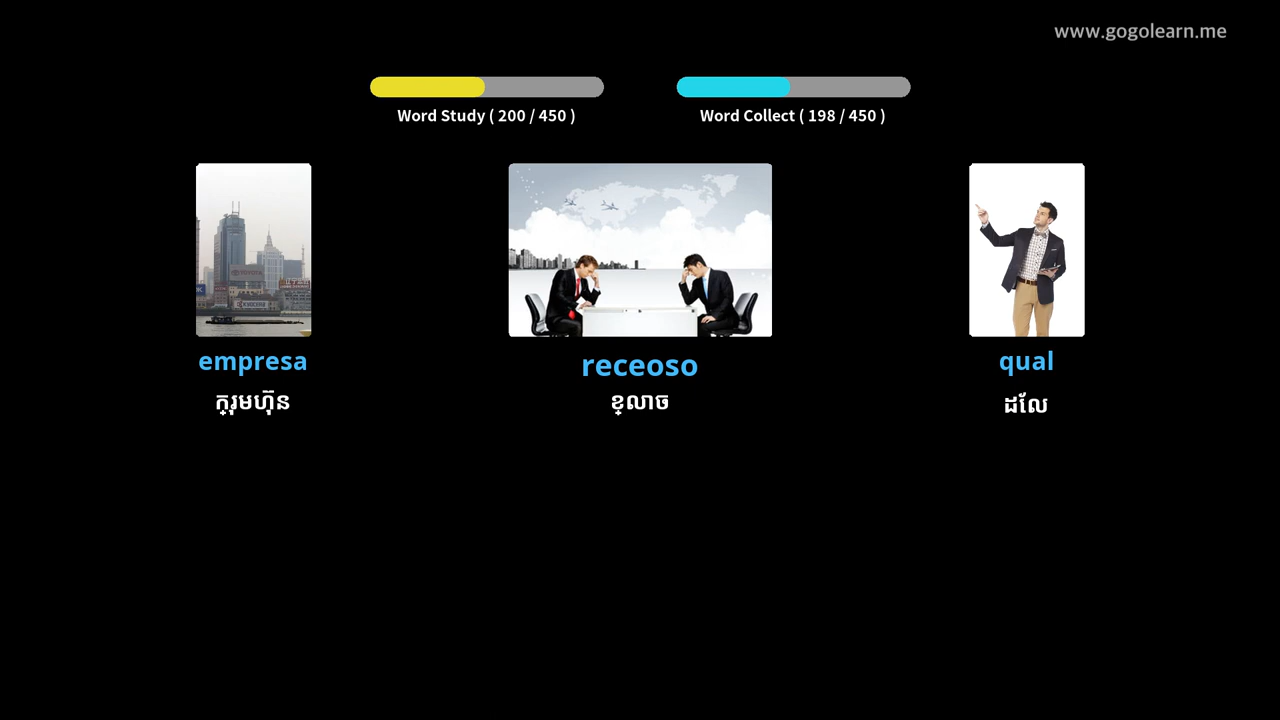 www.gogolearn.me
Word Study ( 200 / 450 )
Word Collect ( 198 / 450 )
TOYOTA
empresa
receoso
qual
ក្រុមហ៊ុន
ខ្លាច
ដែល